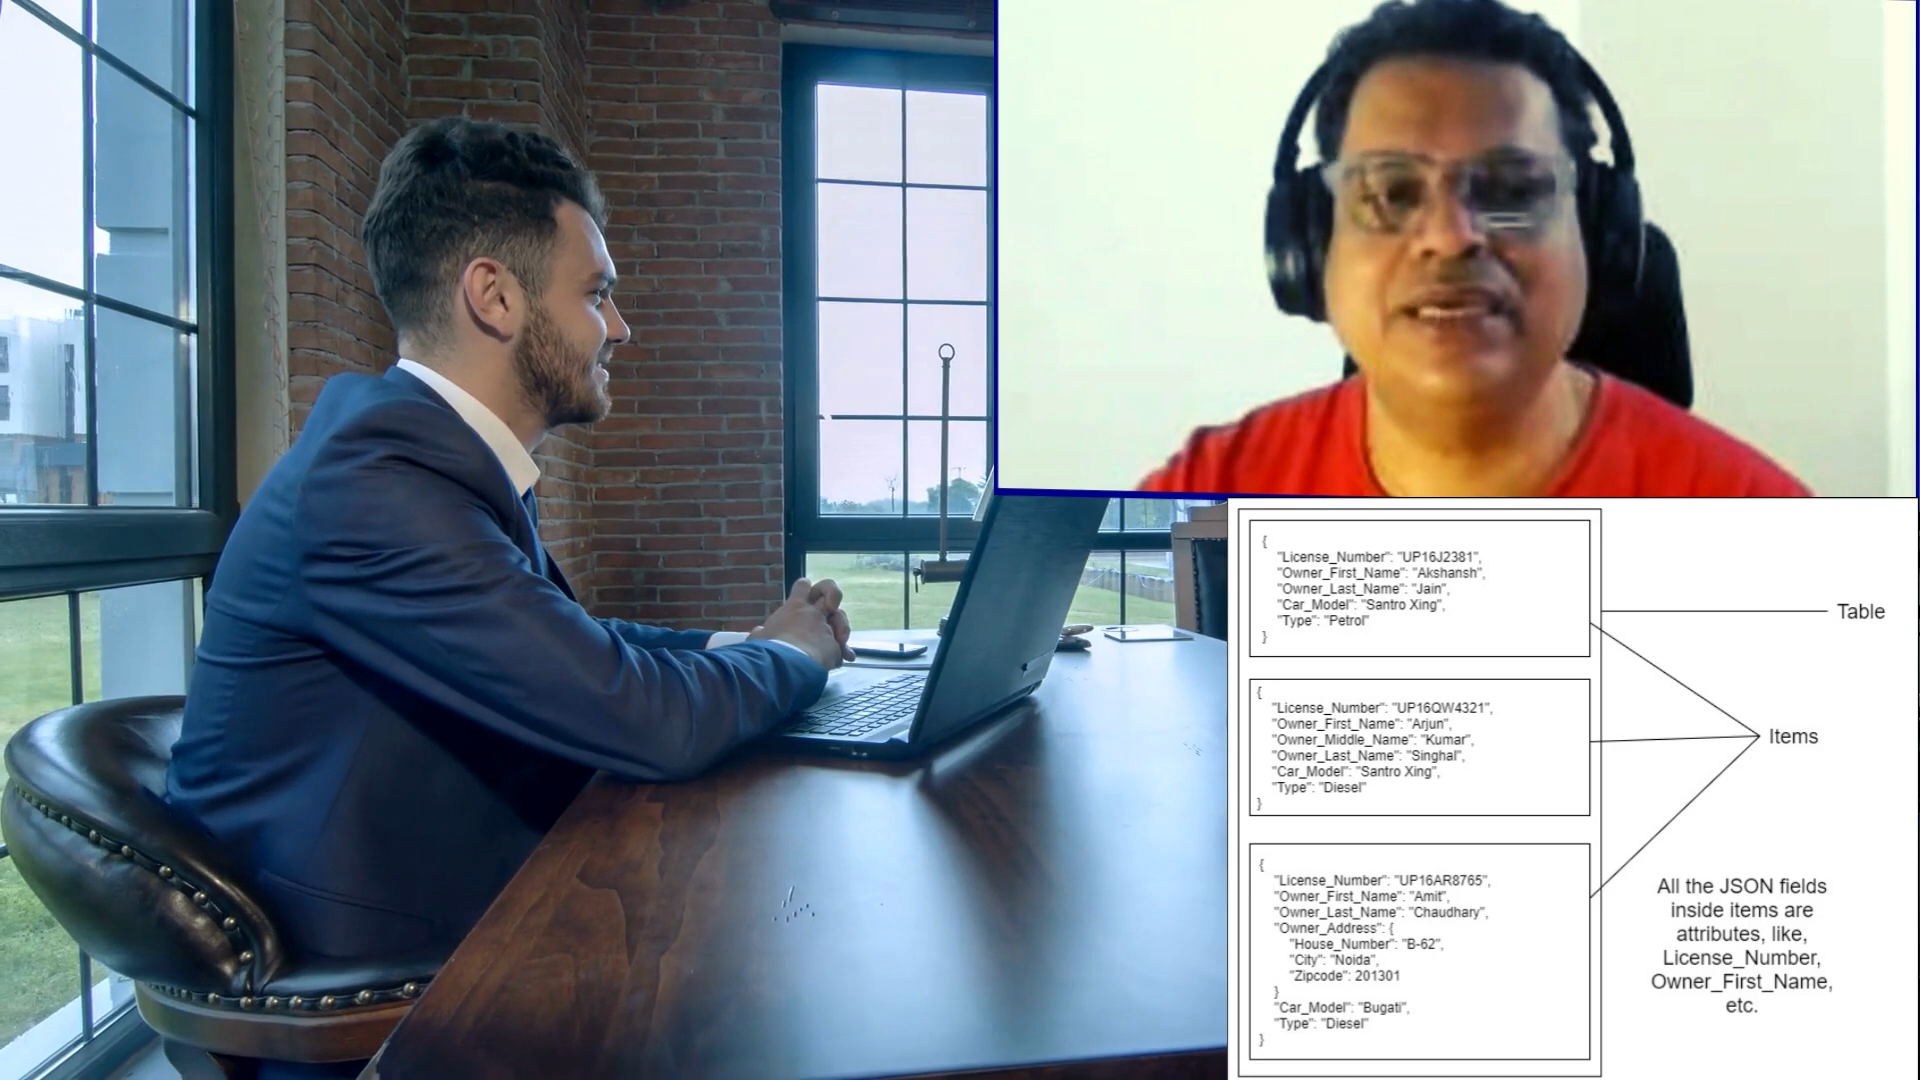 {
"License_Number": "UP16J2381",
"Owner_First_Name": "Akshansh",
"Owner_Last_Name": "Jain",
"Car_Model": "Santro Xing",
"Type": "Petrol"
}
Table
{
"License_Number": "UP16QW4321",
"Owner_First_Name": "Arjun",
"Owner_Middle_Name": "Kumar",
"Owner_Last_Name": "Singhal",
"Car_Model": "Santro Xing",
"Type": "Diesel"
}
Items
{
"License_Number": "UP16AR8765",
"Owner_First_Name": "Amit",
"Owner_Last_Name": "Chaudhary",
"Owner_Address": {
"House_Number": "B-62",
"City": "Noida",
"Zipcode": 201301
}
"Car_Model": "Bugati",
"Type": "Diesel"
}
All the JSON fields
inside items are
attributes, like,
License_Number,
Owner_First_Name,
etc.